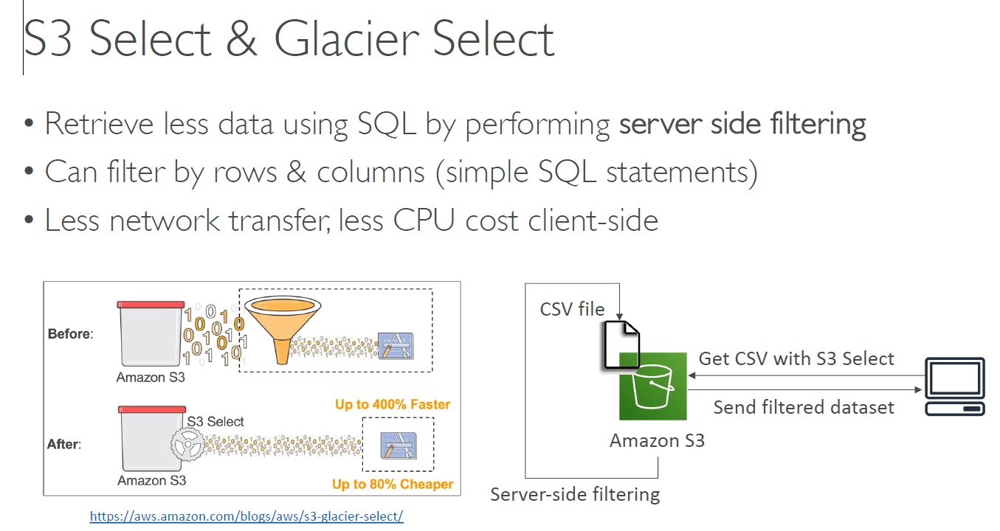 S3 Select & Glacier Select
• Retrieve less data using SQL by performing server side filtering
• Can filter by rows & columns (simple SQL statements)
• Less network transfer, less CPU cost client-side
Before:
Amazon S3
Up to 400% Faster
After:
S3 Select
Amazon S3
Up to 80% Cheaper
https://aws.amazon.com/blogs/aws/s3-glacier-select/
CSV file
Get CSV with S3 Select
Send filtered dataset
Amazon S3
Server-side filtering